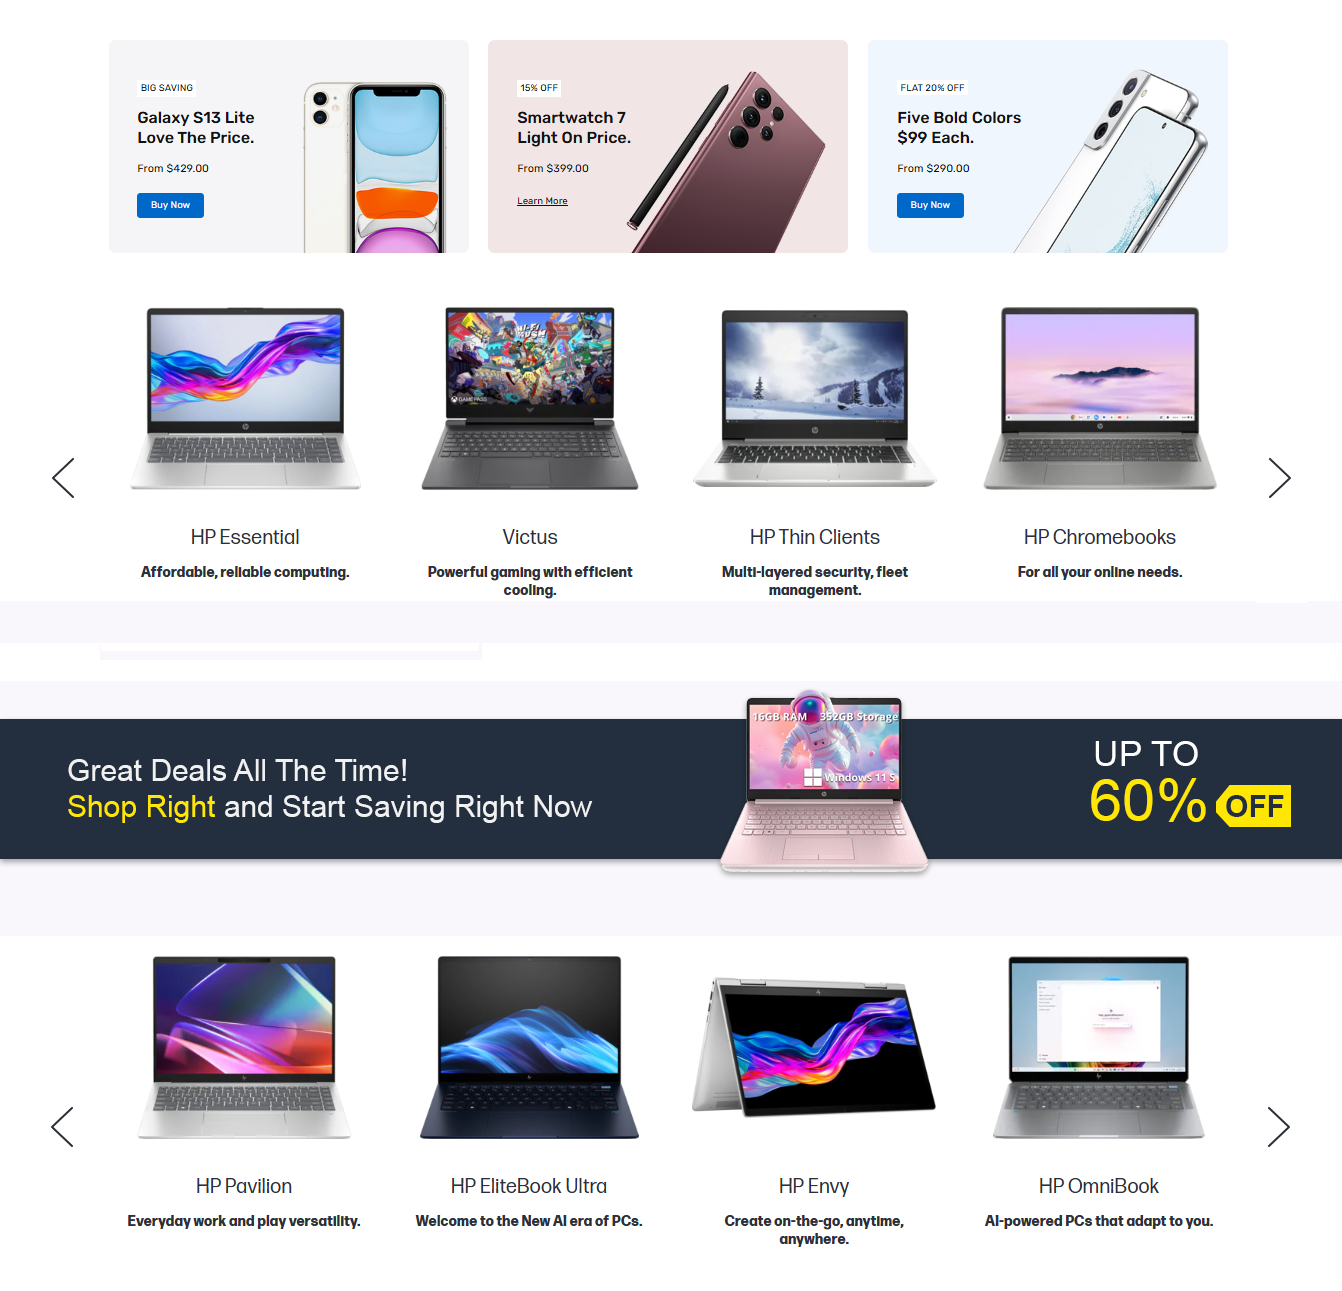 BIG SAVING
Galaxy S13 Lite
Love The Price.
From $429.00
Buy Now
15% OFF
Smartwatch 7
Light On Price.
From $399.00
Learn More
FLAT 20% OFF
Five Bold Colors
$99 Each.
From $290.00
Buy Now
HI-FI
RUSH
GAME PASS
HP Essential
Affordable, reliable computing.
Victus
Powerful gaming with efficient
cooling.
HP Thin Clients
Multi-layered security, fleet
management.
HP Chromebooks
For all your online needs.
Great Deals All The Time!
Shop Right and Start Saving Right Now
16GB RAM 352GB Storage
Windows 11 S
UP TO
60% OFF
HP Pavilion
Everyday work and play versatility.
HP EliteBook Ultra
Welcome to the New AI era of PCs.
HP Envy
Create on-the-go, anytime,
anywhere.
HP OmniBook
AI-powered PCs that adapt to you.